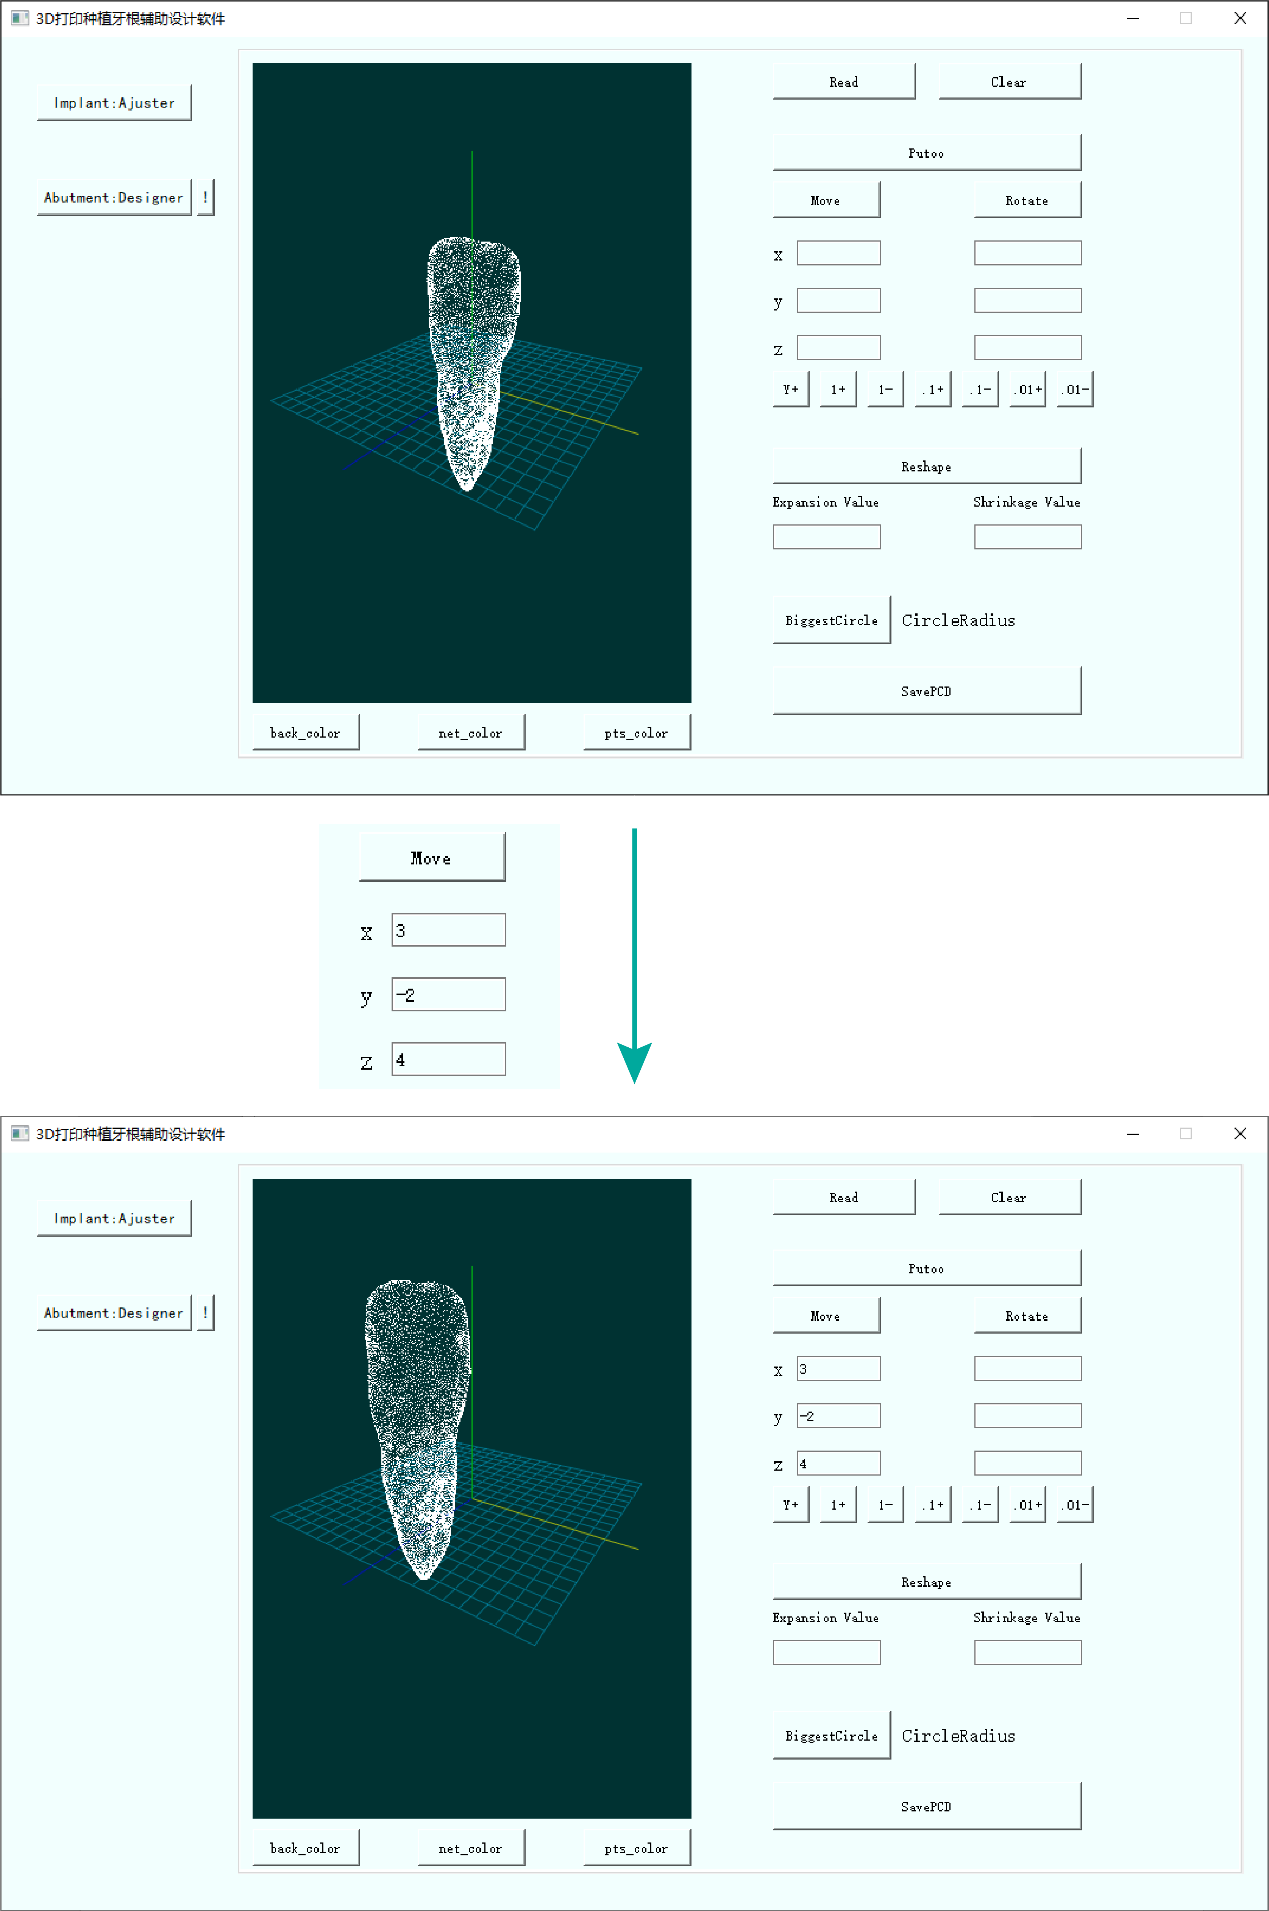 3D打印种植牙根辅助设计软件
Implant:Ajuster
Abutment:Designer !
Read Clear
Putoo
Move Rotate
x
y
z
Y+ 1+ 1- .1+ .1- .01+ .01-
Reshape
Expansion Value Shrinkage Value
BiggestCircle CircleRadius
SavePCD
back_color net_color pts_color
Move
x 3
y -2
z 4
3D打印种植牙根辅助设计软件
Implant:Ajuster
Abutment:Designer !
Read Clear
Putoo
Move Rotate
x 3
y -2
z 4
Y+ 1+ 1- .1+ .1- .01+ .01-
Reshape
Expansion Value Shrinkage Value
BiggestCircle CircleRadius
SavePCD
back_color net_color pts_color